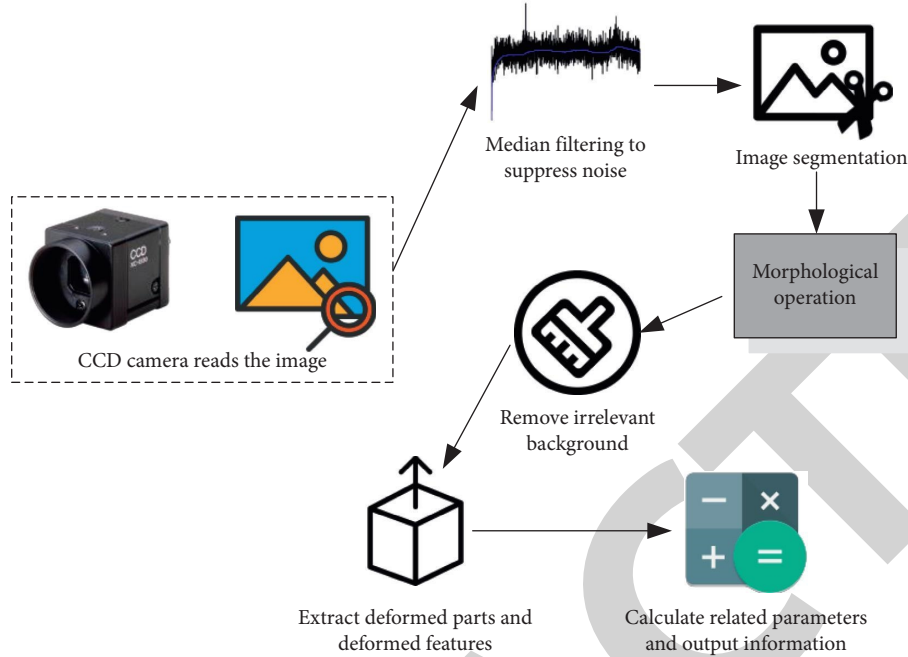 Median filtering to
suppress noise
Image segmentation
CCD
CCD camera reads the image
Morphological
operation
Remove irrelevant
background
Extract deformed parts and
deformed features
Calculate related parameters
and output information